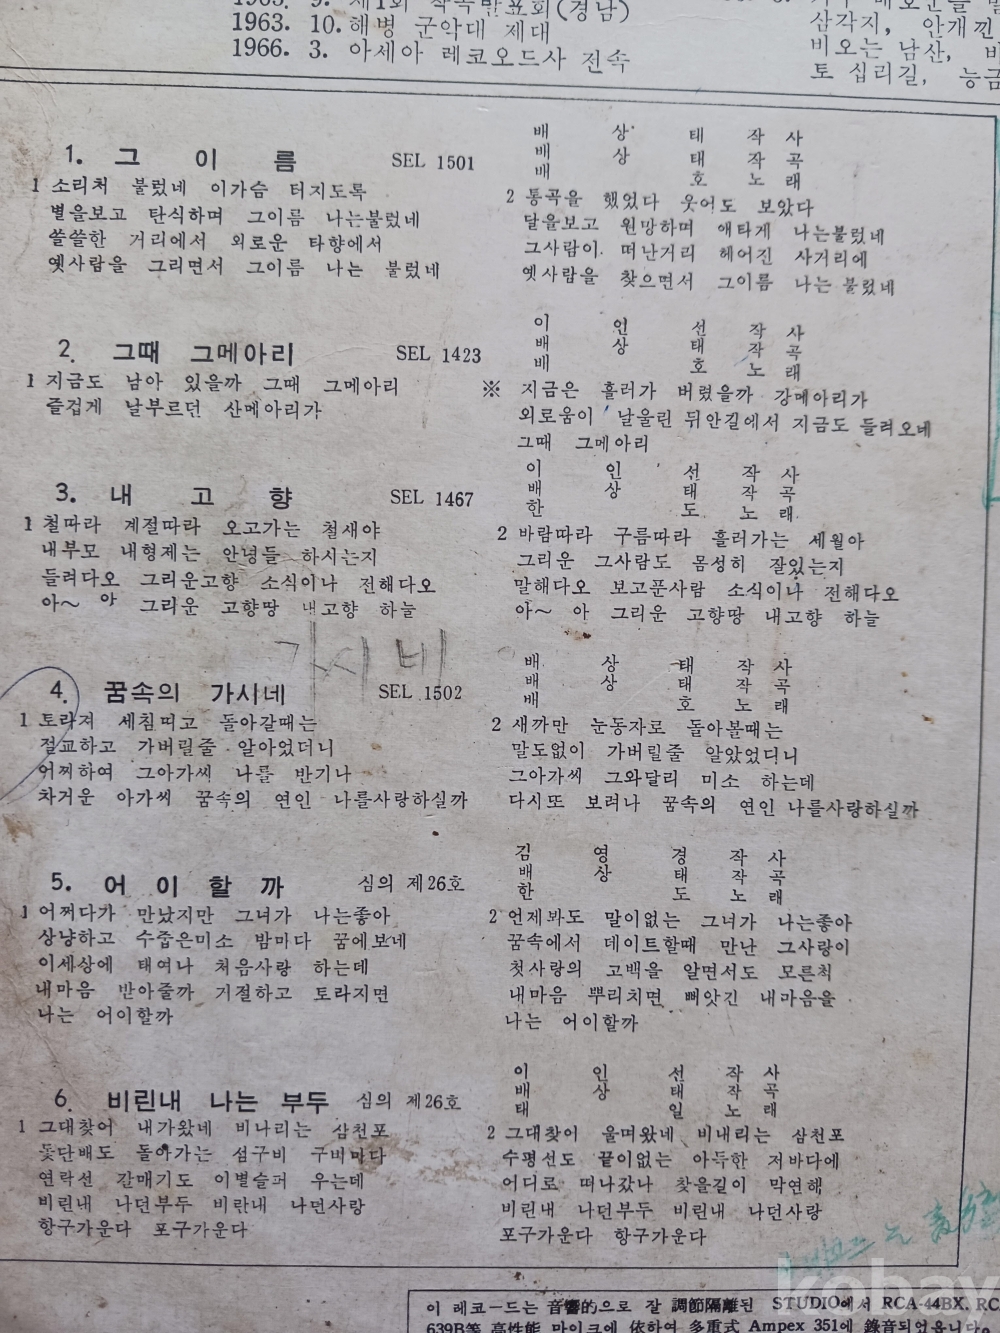 1963. 9. 제1회 작곡발표회(경남)
1963. 10. 해병 군악대 제대
1966. 3. 아세아 레코오드사 전속
삼각지, 안개낀
비오는 남산,
토 십리길, 능금
1. 그 이 름 SEL 1501
배 상 태 작 사
배 상 태 작 곡
배 호 노 래
1 소리처 불렀네 이가슴 터지도록
별을보고 탄식하며 그이름 나는불렀네
쓸쓸한 거리에서 외로운 타향에서
옛사람을 그리면서 그이름 나는 불렀네
2 통곡을 했었다 웃어도 보았다
달을보고 원망하며 애타게 나는불렀네
그사람이 떠난거리 헤어진 사거리에
옛사람을 찾으면서 그이름 나는 불렀네
2. 그때 그메아리 SEL 1423
이 인 선 작 사
배 상 태 작 곡
배 호 노 래
1 지금도 남아 있을까 그때 그메아리
즐겁게 날부르던 산메아리가
※ 지금은 흘러가 버렸을까 강메아리가
외로움이 날울린 뒤안길에서 지금도 들려오네
그때 그메아리
3. 내 고 향 SEL 1467
이 인 선 작 사
배 상 태 작 곡
한 도 노 래
1 철따라 계절따라 오고가는 철새야
내부모 내형제는 안녕들 하시는지
들려다오 그리운고향 소식이나 전해다오
아~ 아 그리운 고향땅 내고향 하늘
2 바람따라 구름따라 흘러가는 세월아
그리운 그사람도 몸성히 잘있는지
말해다오 보고푼사람 소식이나 전해다오
아~ 아 그리운 고향땅 내고향 하늘
가시네
4. 꿈속의 가시네 SEL 1502
배 상 태 작 사
배 상 태 작 곡
배 호 노 래
1 토라져 세침띠고 돌아갈때는
절교하고 가버릴줄 알아었더니
어찌하여 그아가씨 나를 반기나
차거운 아가씨 꿈속의 연인 나를사랑하실까
2 새까만 눈동자로 돌아볼때는
말도없이 가버릴줄 알았었더니
그아가씨 그와달리 미소 하는데
다시또 보려나 꿈속의 연인 나를사랑하실까
5. 어 이 할 까 심의 제26호
김 영 경 작 사
배 상 태 작 곡
한 도 노 래
1 어쩌다가 만났지만 그녀가 나는좋아
상냥하고 수줍은미소 밤마다 꿈에보네
이세상에 태여나 처음사랑 하는데
내마음 받아줄까 거절하고 토라지면
나는 어이할까
2 언제봐도 말이없는 그녀가 나는좋아
꿈속에서 데이트할때 만난 그사랑이
첫사랑의 고백을 알면서도 모른척
내마음 뿌리치면 빼앗긴 내마음을
나는 어이할까
6. 비린내 나는 부두 심의 제26호
이 인 선 작 사
배 상 태 작 곡
태 일 노 래
1 그대찾어 내가왔네 비나리는 삼천포
돛단배도 돌아가는 섬구비 구비마다
연락선 갈매기도 이별슬퍼 우는데
비린내 나던부두 비란내 나던사랑
항구가운다 포구가운다
2 그대찾이 울며왔네 비내리는 삼천포
수평선도 끝이없는 아득한 저바다에
어디로 떠나갔나 찾을길이 막연해
비린내 나던부두 비린내 나던사랑
포구가운다 항구가운다
이 레코ー드는 音響的으로 잘 調節隔離된 STUDIO에서 RCA-44BX, RC
639B等 高性能 마이크에 依하여 多重式 Ampex 351에 錄音되었읍니다.
kobay